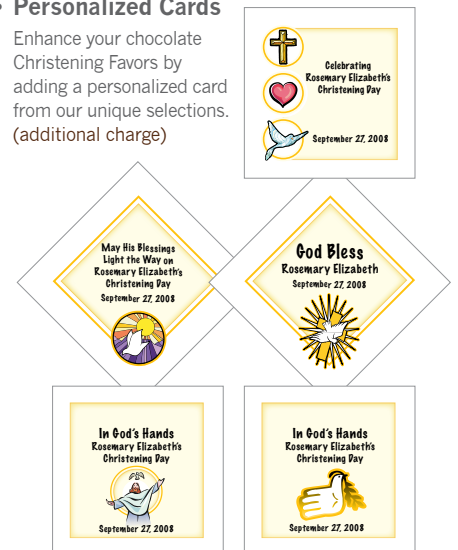 • Personalized Cards
Enhance your chocolate
Christening Favors by
adding a personalized card
from our unique selections.
(additional charge)
Celebrating
Rosemary Elizabeth's
Christening Day
September 27, 2008
May His Blessings
Light the Way on
Rosemary Elizabeth's
Christening Day
September 27, 2008
God Bless
Rosemary Elizabeth
September 27, 2008
In God's Hands
Rosemary Elizabeth's
Christening Day
September 27, 2008
In God's Hands
Rosemary Elizabeth's
Christening Day
September 27, 2008